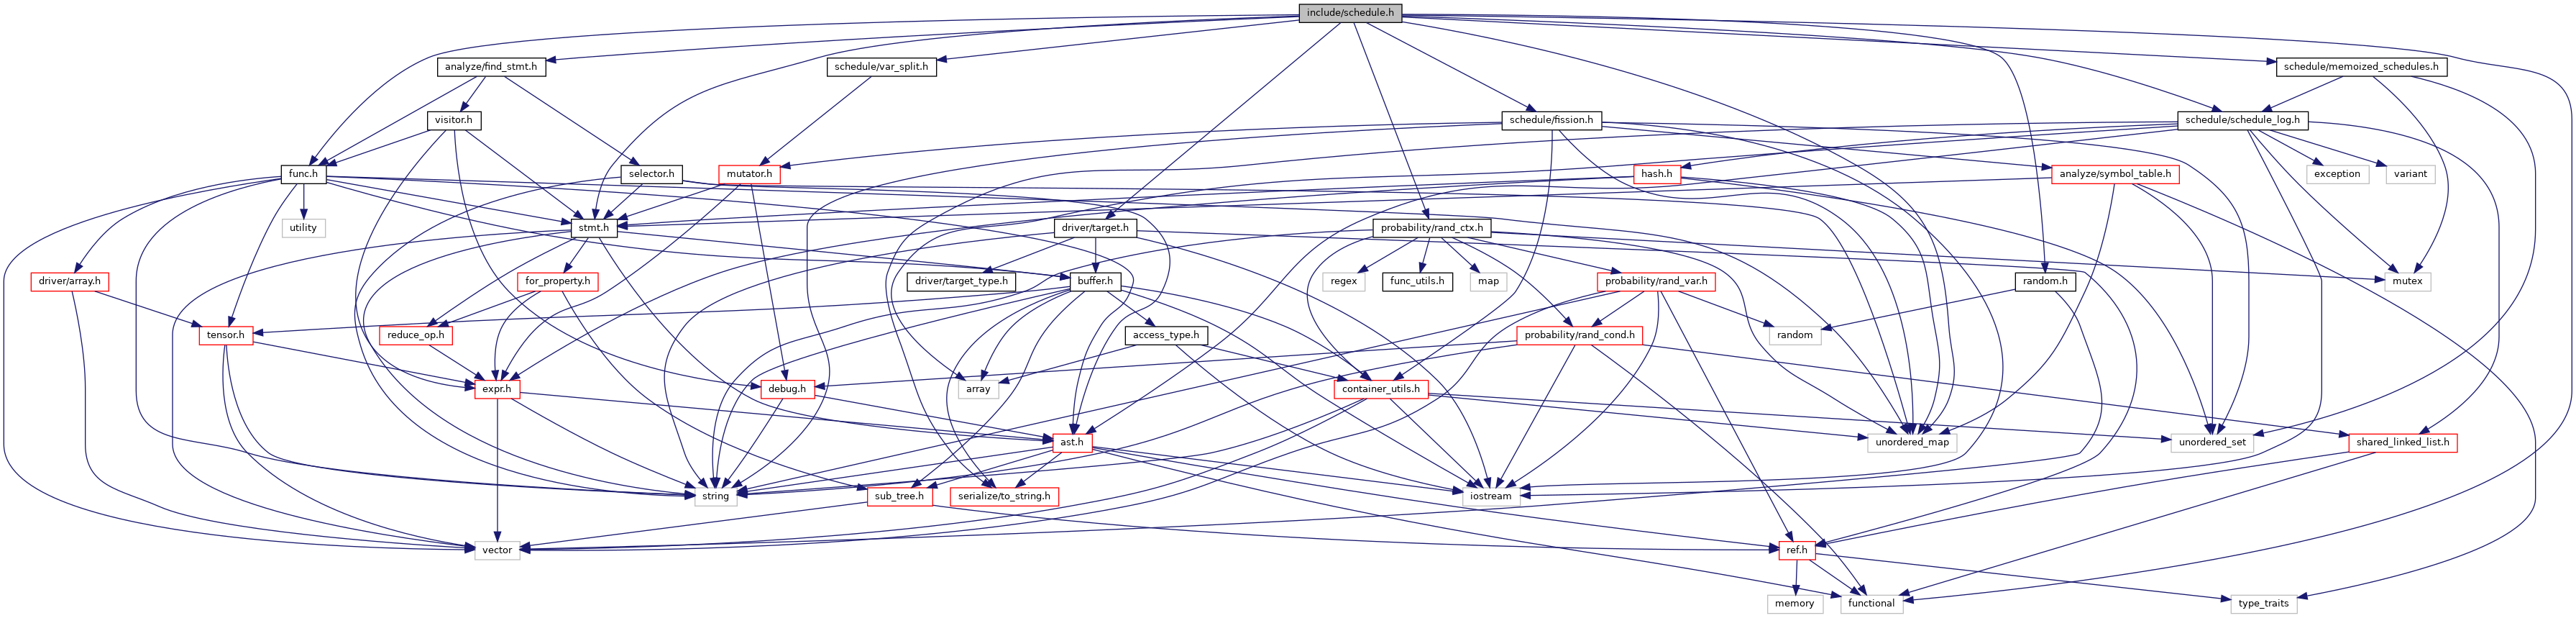 include/schedule.h
analyze/find_stmt.h
schedule/var_split.h
schedule/memoized_schedules.h
visitor.h
schedule/fission.h
schedule/schedule_log.h
func.h
selector.h
mutator.h
hash.h
analyze/symbol_table.h
exception
variant
utility
stmt.h
driver/target.h
probability/rand_ctx.h
driver/array.h
for_property.h
driver/target_type.h
buffer.h
regex
func_utils.h
map
probability/rand_var.h
random.h
mutex
tensor.h
reduce_op.h
access_type.h
probability/rand_cond.h
random
expr.h
debug.h
array
container_utils.h
ast.h
unordered_map
unordered_set
shared_linked_list.h
string
sub_tree.h
serialize/to_string.h
iostream
vector
ref.h
memory
functional
type_traits